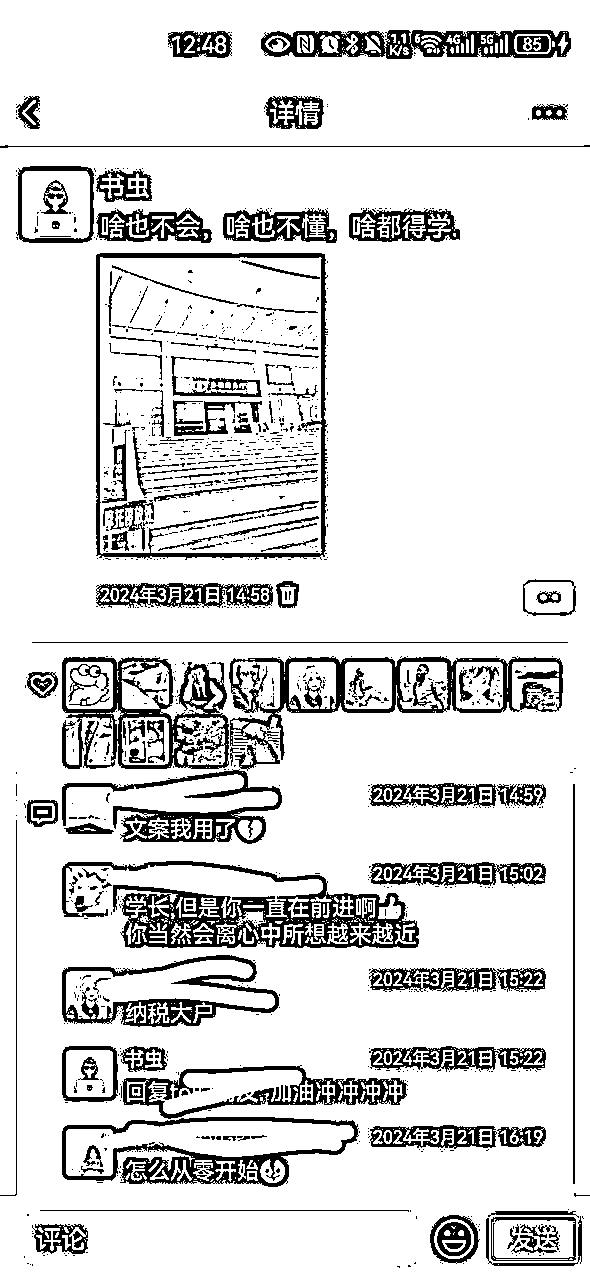 12:48
1.1 K/s 6 4G 5G 85
详情
书虫
啥也不会，啥也不懂，啥都得学.
2024年3月21日 14:58
2024年3月21日 14:59
文案我用了
2024年3月21日 15:02
学长 但是你一直在前进啊
你当然会离心中所想越来越近
2024年3月21日 15:22
纳税大户
书虫
2024年3月21日 15:22
回复 加油冲冲冲冲
2024年3月21日 16:19
怎么从零开始
评论
发送